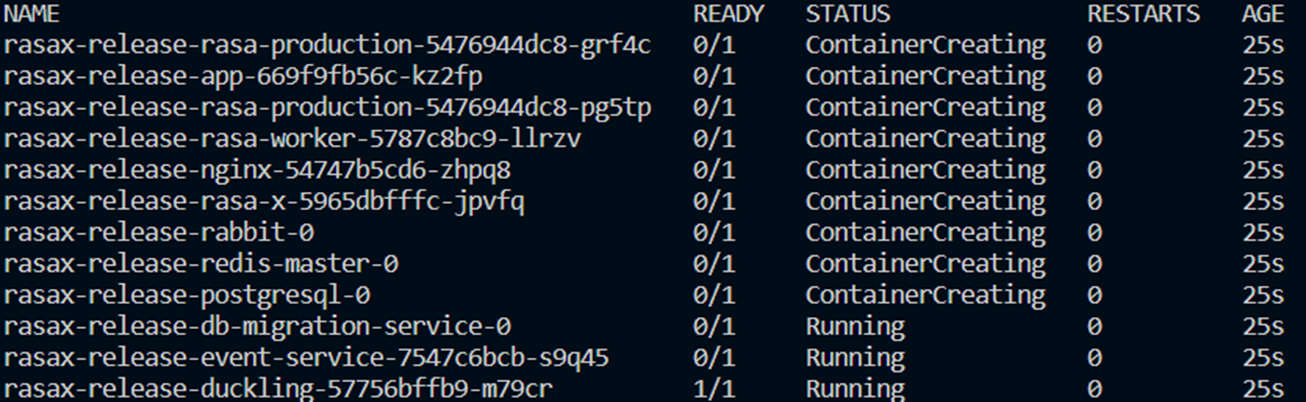 NAME READY STATUS RESTARTS AGE
rasax-release-rasa-production-5476944dc8-grf4c 0/1 ContainerCreating 0 25s
rasax-release-app-669f9fb56c-kz2fp 0/1 ContainerCreating 0 25s
rasax-release-rasa-production-5476944dc8-pg5tp 0/1 ContainerCreating 0 25s
rasax-release-rasa-worker-5787c8bc9-llrzv 0/1 ContainerCreating 0 25s
rasax-release-nginx-54747b5cd6-zhpq8 0/1 ContainerCreating 0 25s
rasax-release-rasa-x-5965dbfffc-jpvfq 0/1 ContainerCreating 0 25s
rasax-release-rabbit-0 0/1 ContainerCreating 0 25s
rasax-release-redis-master-0 0/1 ContainerCreating 0 25s
rasax-release-postgresql-0 0/1 ContainerCreating 0 25s
rasax-release-db-migration-service-0 0/1 Running 0 25s
rasax-release-event-service-7547c6bcb-s9q45 0/1 Running 0 25s
rasax-release-duckling-57756bffb9-m79cr 1/1 Running 0 25s